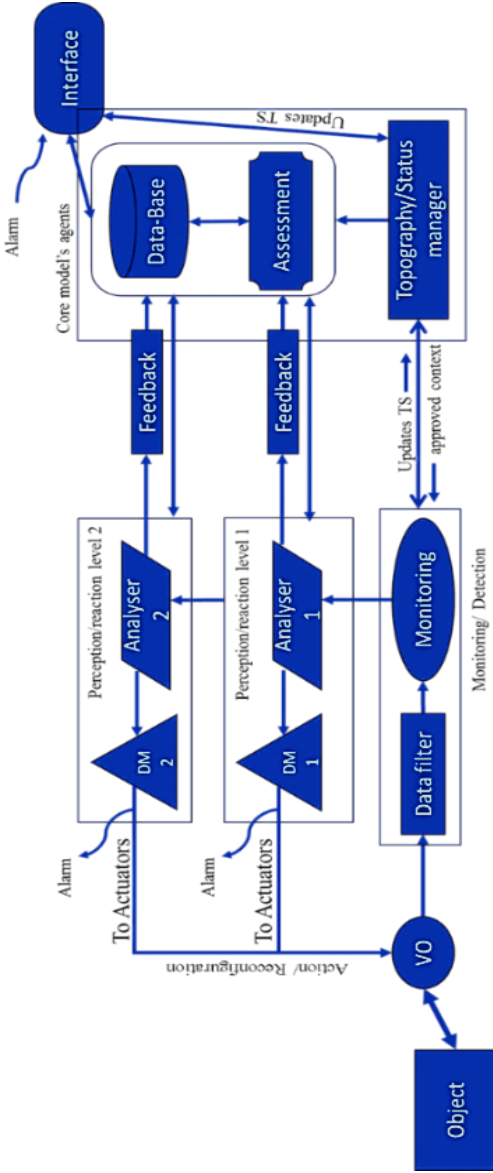 Alarm
Interface
Core model's agents
Updates TS
Data-Base
Assessment
Topography/Status
manager
Feedback
Feedback
Updates TS
approved context
Perception/reaction level 2
Analyser
2
DM
2
Alarm
To Actuators
Perception/reaction level 1
Analyser
1
DM
1
Alarm
To Actuators
Action/ Reconfiguration
Monitoring
Data filter
Monitoring/ Detection
VO
Object